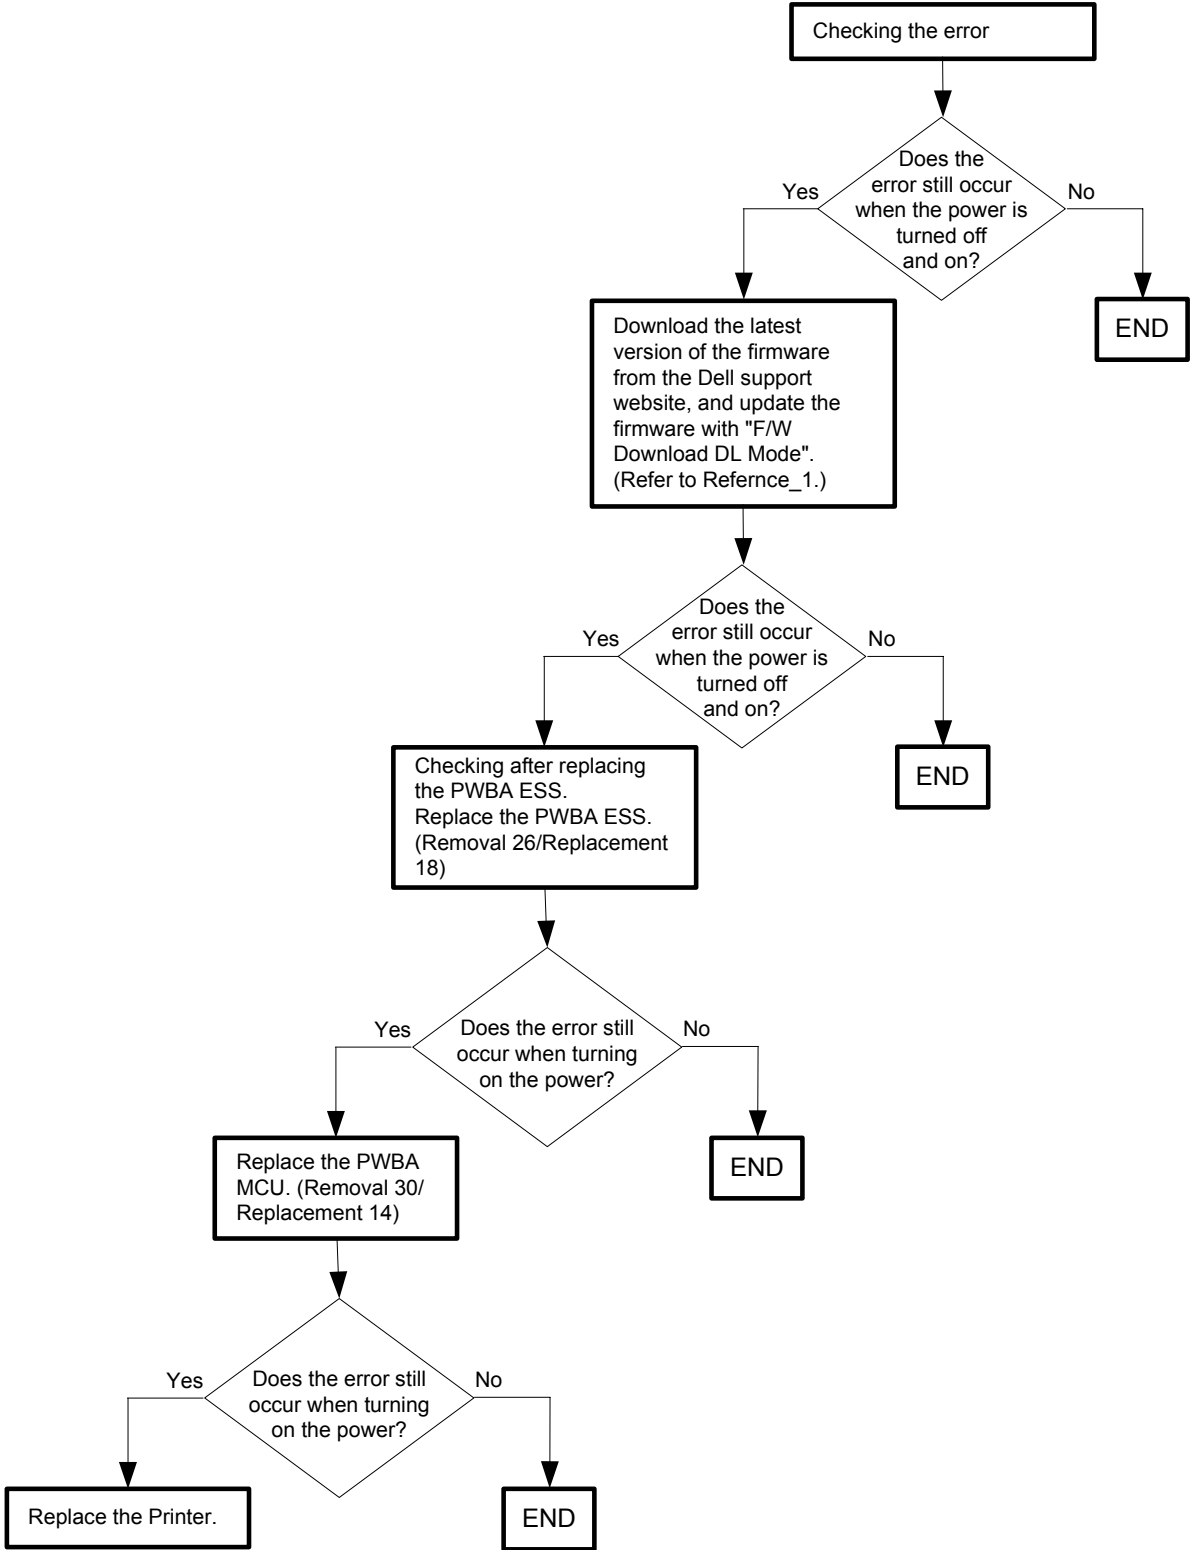 Checking the error
Does the
error still occur
when the power is
turned off
and on?
Yes
No
END
Download the latest
version of the firmware
from the Dell support
website, and update the
firmware with "F/W
Download DL Mode".
(Refer to Refernce_1.)
Does the
error still occur
when the power is
turned off
and on?
Yes
No
END
Checking after replacing
the PWBA ESS.
Replace the PWBA ESS.
(Removal 26/Replacement
18)
Does the error still
occur when turning
on the power?
Yes
No
END
Replace the PWBA
MCU. (Removal 30/
Replacement 14)
Does the error still
occur when turning
on the power?
Yes
No
Replace the Printer.
END